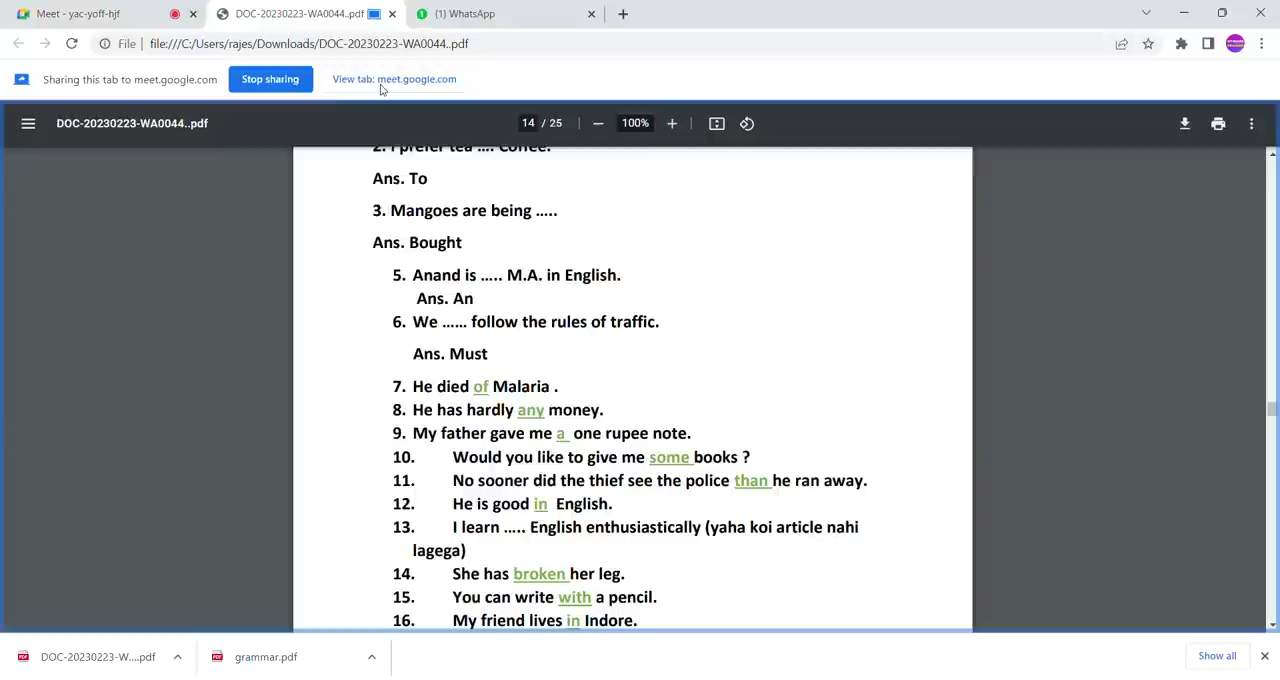 Meet - yac-yoff-hjf
DOC-20230223-WA0044..pdf
(1) WhatsApp
File
file:///C:/Users/rajes/Downloads/DOC-20230223-WA0044..pdf
Sharing this tab to meet.google.com
Stop sharing
View tab: meet.google.com
DOC-20230223-WA0044..pdf
14 / 25
100%
2. I prefer tea .... Coffee.
Ans. To
3. Mangoes are being .....
Ans. Bought
5. Anand is ..... M.A. in English.
Ans. An
6. We ...... follow the rules of traffic.
Ans. Must
7. He died of Malaria .
8. He has hardly any money.
9. My father gave me a one rupee note.
10. Would you like to give me some books ?
11. No sooner did the thief see the police than he ran away.
12. He is good in English.
13. I learn ..... English enthusiastically (yaha koi article nahi
lagega)
14. She has broken her leg.
15. You can write with a pencil.
16. My friend lives in Indore.
DOC-20230223-W....pdf
grammar.pdf
Show all